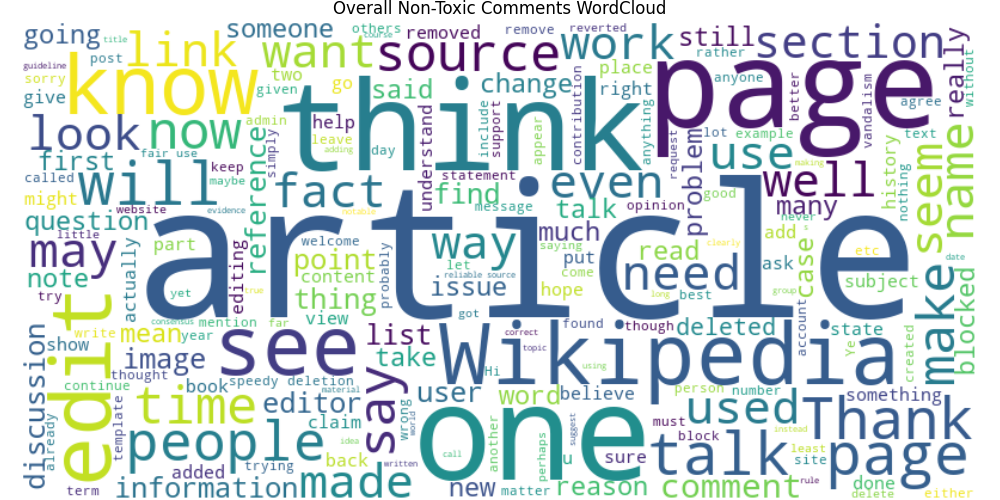 Overall Non-Toxic Comments WordCloud
going
link
someone
others
course
removed
remove
reverted
title
post
want
source
work
still
section
guideline
sorry
know
two
given
go
said
change
place
right
rather
anyone
page
better
vandalism
agree
without
really
give
look
now
admin
help
leave
adding
day
think
understand
include
support
appear
contribution
anything
request
lot
example
text
first
fair use
simply
keep
reference
statement
find
message
even
opinion
problem
use
good
well
many
history
nothing
seem
name
called
maybe
might
will
fact
talk
never
question
website
evidence
notable
welcome
way
much
saying
add
making
may
little
article
clearly
etc
date
actually
part
editing
point
content
probably
let
reliable source
come
put
read
need
ask
case
subject
note
try
yet
true
thing
issue
hope
long
best
group
make
blocked
edit
consensus
mention
far
view
got
found
though
deleted
account
state
Ye
created
discussion
show
write
mean
year
list
correct
topic
see
take
Wikipedia
using
image
thought
Hi
say
user
word
believe
person
number
something
continue
book
speedy deletion
material
time
editor
claim
wrong
world
one
another
perhaps
suggest
must
used
Thank
already
template
people
idea
back
call
u
sure
block
talk
least
instead
site
page
term
added
trying
written
information
made
new
matter
reason
comment
rule
done
delete
either